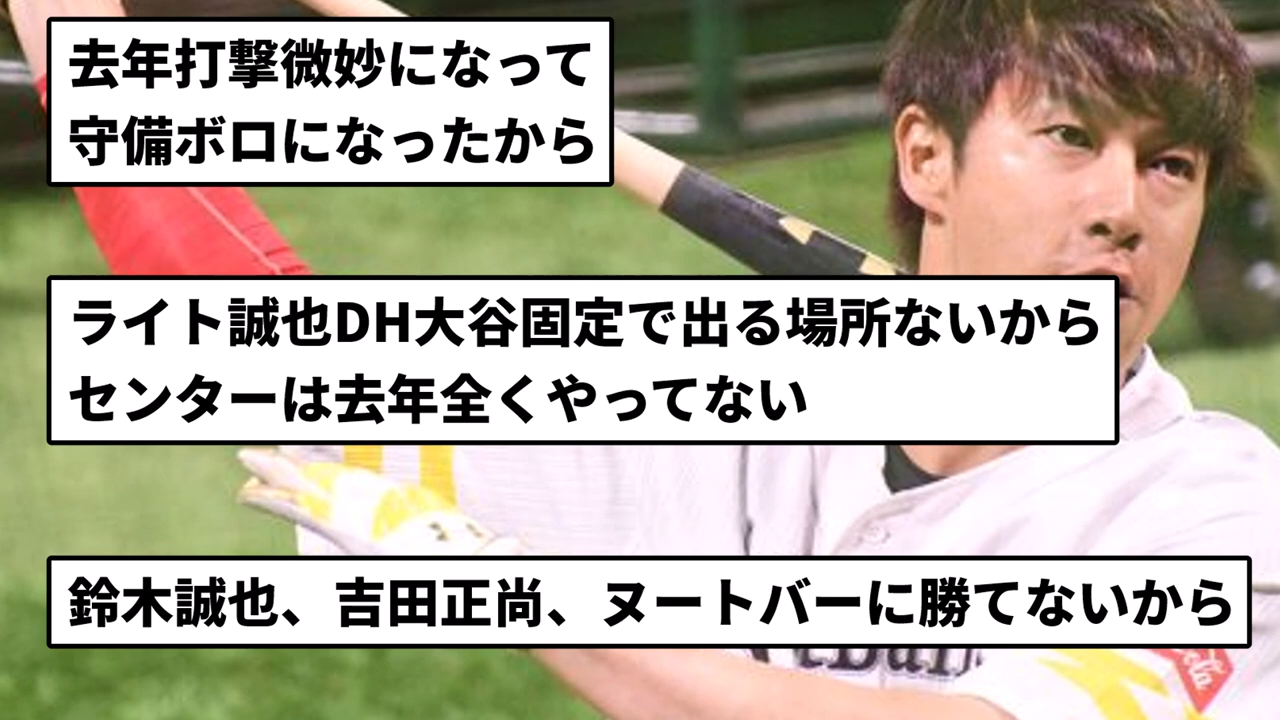 去年打撃微妙になって
守備ボロになったから
ライト誠也DH大谷固定で出る場所ないから
センターは去年全くやってない
鈴木誠也、吉田正尚、ヌートバーに勝てないから